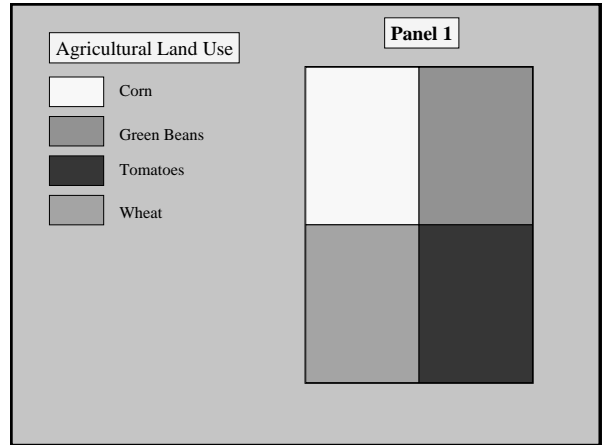 Agricultural Land Use
Corn
Green Beans
Tomatoes
Wheat
Panel 1